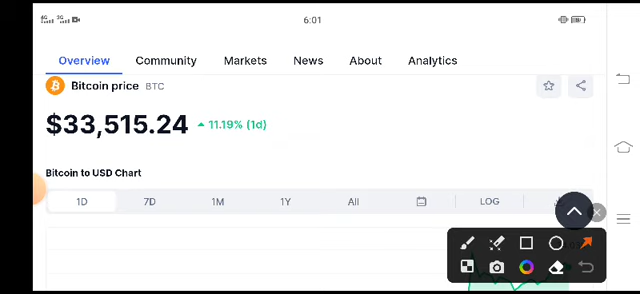 6:01
Overview Community Markets News About Analytics
Bitcoin price BTC
$33,515.24 11.19% (1d)
Bitcoin to USD Chart
1D 7D 1M 1Y All LOG